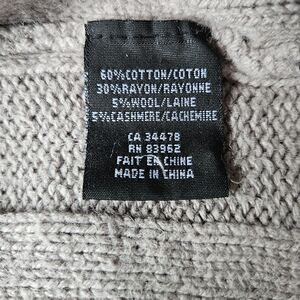 60%COTTON/COTON
30%RAYON/RAYONNE
5%WOOL/LAINE
5%CASHMERE/CACHEMIRE
CA 34478
RN 83962
FAIT EN CHINE
MADE IN CHINA